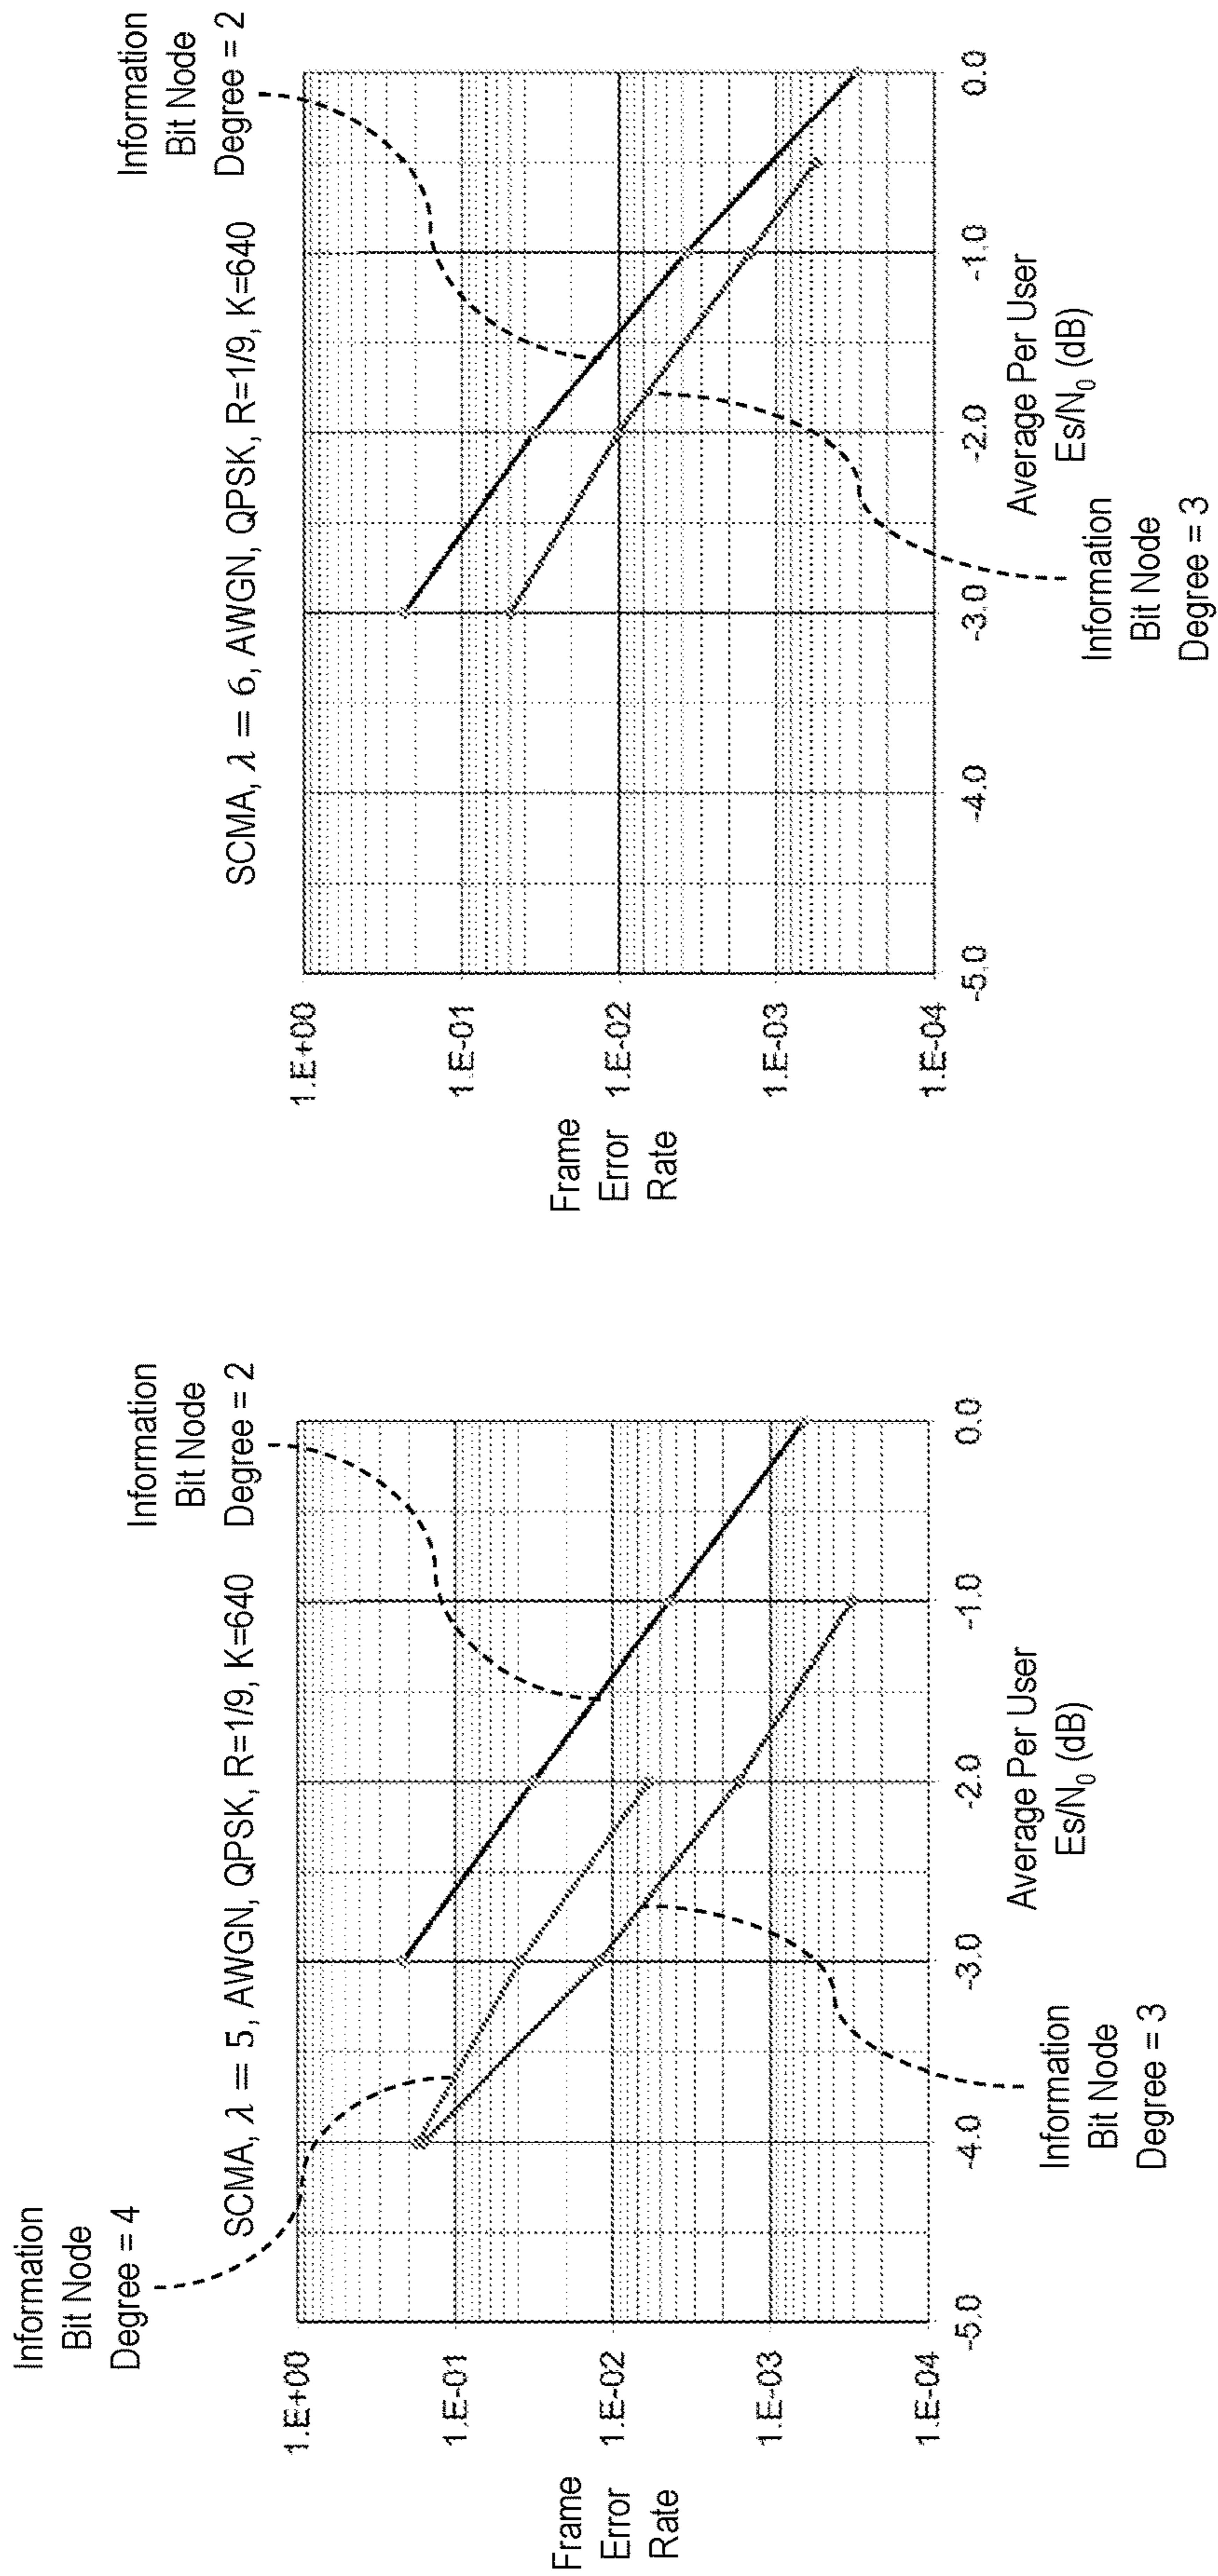 Information
Bit Node
Degree = 4
Information
Bit Node
Degree = 2
SCMA, λ = 5, AWGN, QPSK, R=1/9, K=640
Frame
Error
Rate
1.E+00
1.E-01
1.E-02
1.E-03
1.E-04
-5.0
-4.0
-3.0
-2.0
-1.0
0.0
Average Per User
Es/N₀ (dB)
Information
Bit Node
Degree = 3
Information
Bit Node
Degree = 2
SCMA, λ = 6, AWGN, QPSK, R=1/9, K=640
Frame
Error
Rate
1.E+00
1.E-01
1.E-02
1.E-03
1.E-04
-5.0
-4.0
-3.0
-2.0
-1.0
0.0
Average Per User
Es/N₀ (dB)
Information
Bit Node
Degree = 3